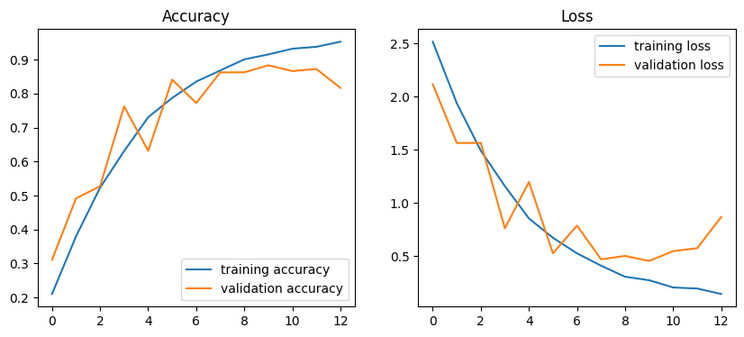 Accuracy
0.9
0.8
0.7
0.6
0.5
0.4
0.3
0.2
training accuracy
validation accuracy
0 2 4 6 8 10 12
Loss
2.5
2.0
1.5
1.0
0.5
training loss
validation loss
0 2 4 6 8 10 12